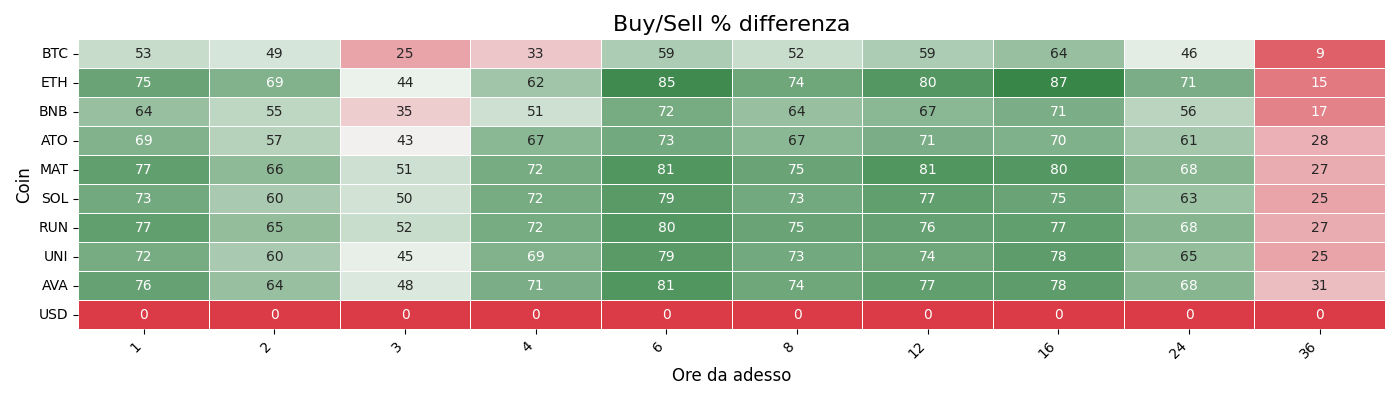 Buy/Sell % differenza
Coin
BTC 53 49 25 33 59 52 59 64 46 9
ETH 75 69 44 62 85 74 80 87 71 15
BNB 64 55 35 51 72 64 67 71 56 17
ATO 69 57 43 67 73 67 71 70 61 28
MAT 77 66 51 72 81 75 81 80 68 27
SOL 73 60 50 72 79 73 77 75 63 25
RUN 77 65 52 72 80 75 76 77 68 27
UNI 72 60 45 69 79 73 74 78 65 25
AVA 76 64 48 71 81 74 77 78 68 31
USD 0 0 0 0 0 0 0 0 0 0
1 2 3 4 6 8 12 16 24 36
Ore da adesso